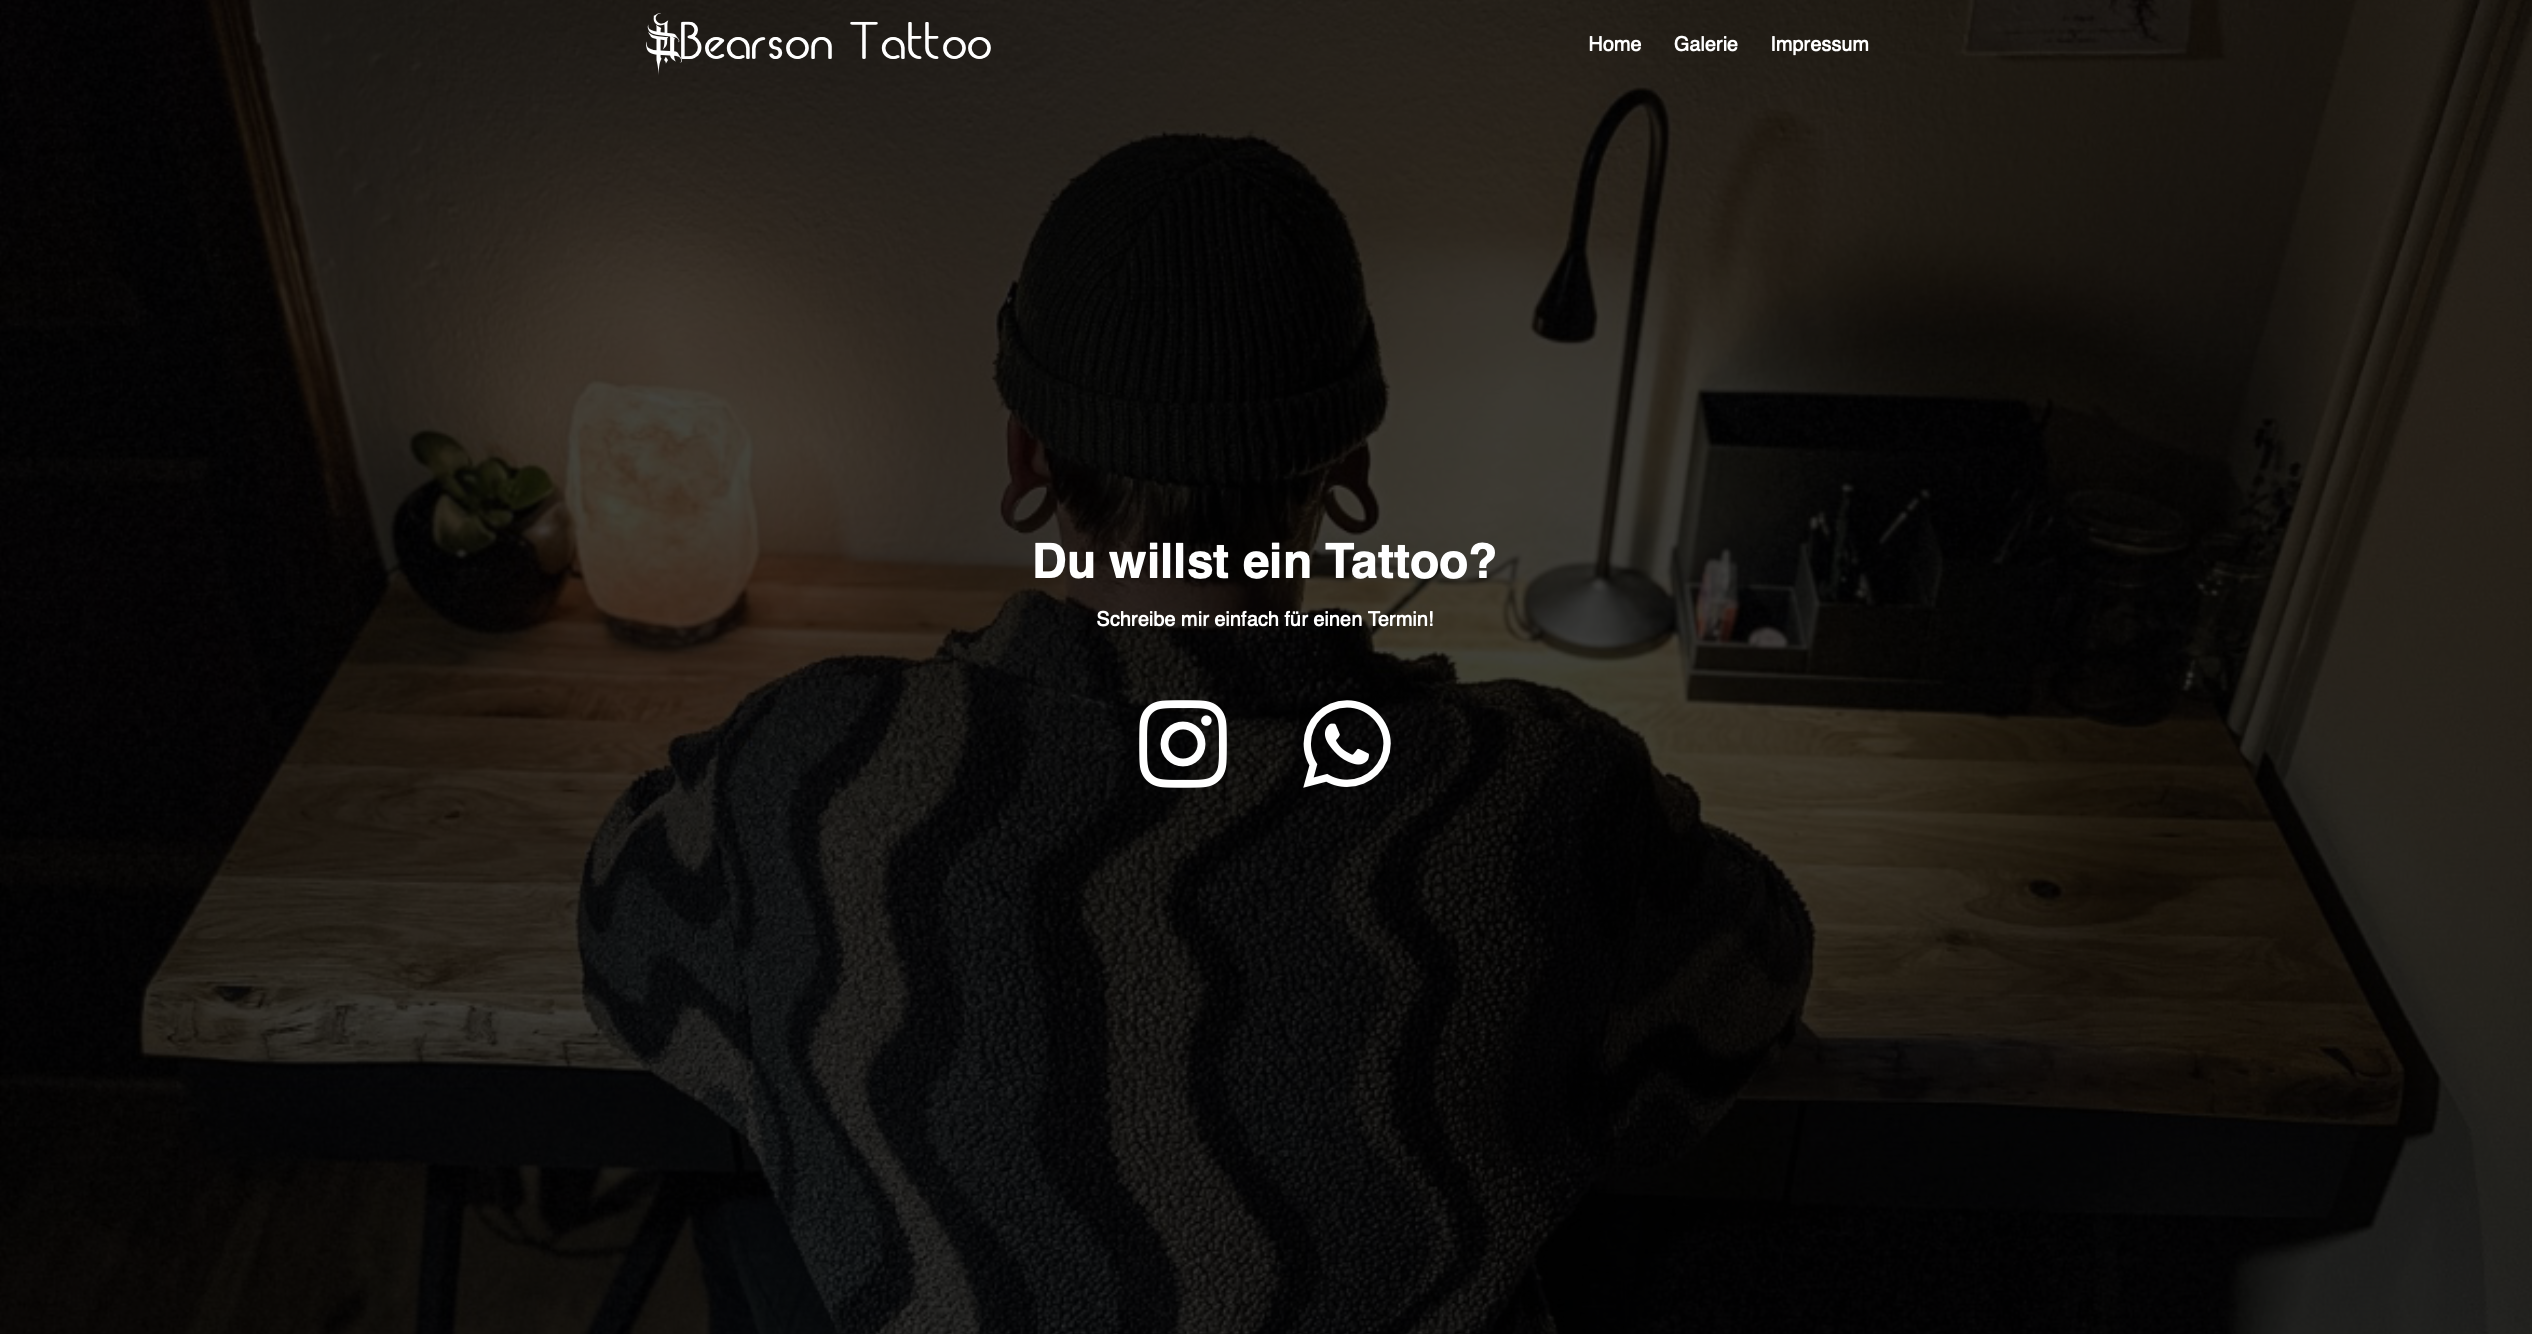 Bearson Tattoo
Home Galerie Impressum
Du willst ein Tattoo?
Schreibe mir einfach für einen Termin!